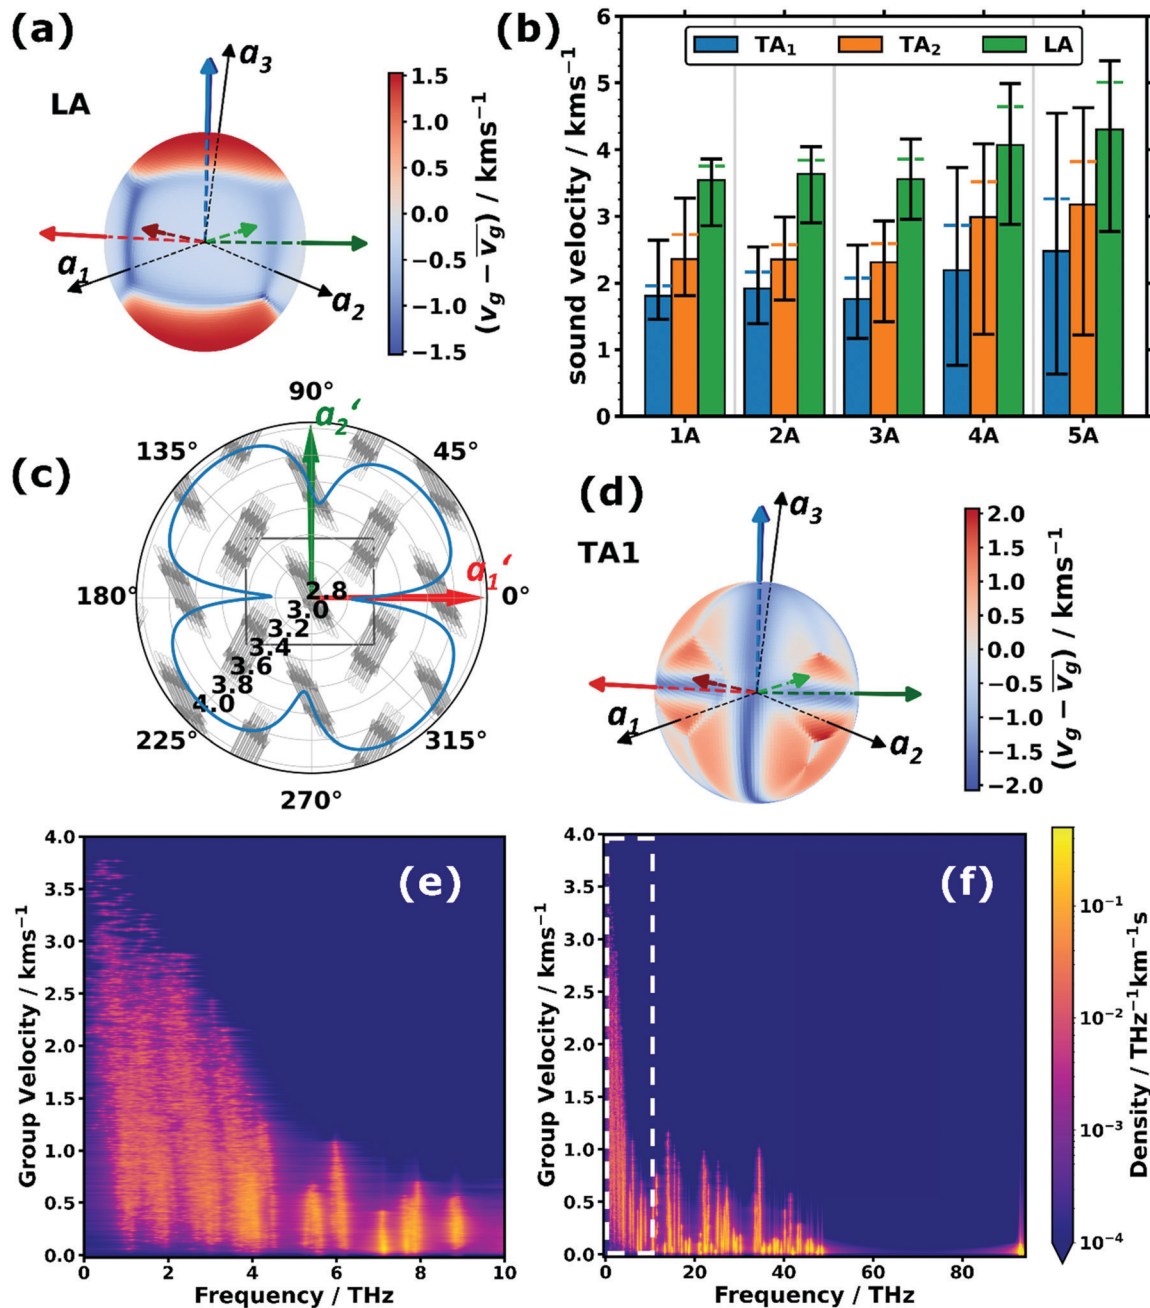 (a)
LA
a3
a1
a2
1.5
1.0
0.5
0.0
−0.5
−1.0
−1.5
(vg − vg) / kms−1
(b)
TA1 TA2 LA
sound velocity / kms−1
6
5
4
3
2
1
0
1A 2A 3A 4A 5A
(c)
90°
a2‘
135° 45°
180° a1‘ 0°
2.8
3.0
3.2
3.4
3.6
3.8
4.0
225° 315°
270°
(d)
TA1
a3
a1
a2
2.0
1.5
1.0
0.5
0.0
−0.5
−1.0
−1.5
−2.0
(vg − vg) / kms−1
(e)
Group Velocity / kms−1
4.0
3.5
3.0
2.5
2.0
1.5
1.0
0.5
0.0
0 2 4 6 8 10
Frequency / THz
(f)
Group Velocity / kms−1
4.0
3.5
3.0
2.5
2.0
1.5
1.0
0.5
0.0
0 20 40 60 80
Frequency / THz
10−1
10−2
10−3
10−4
Density / THz−1km−1s